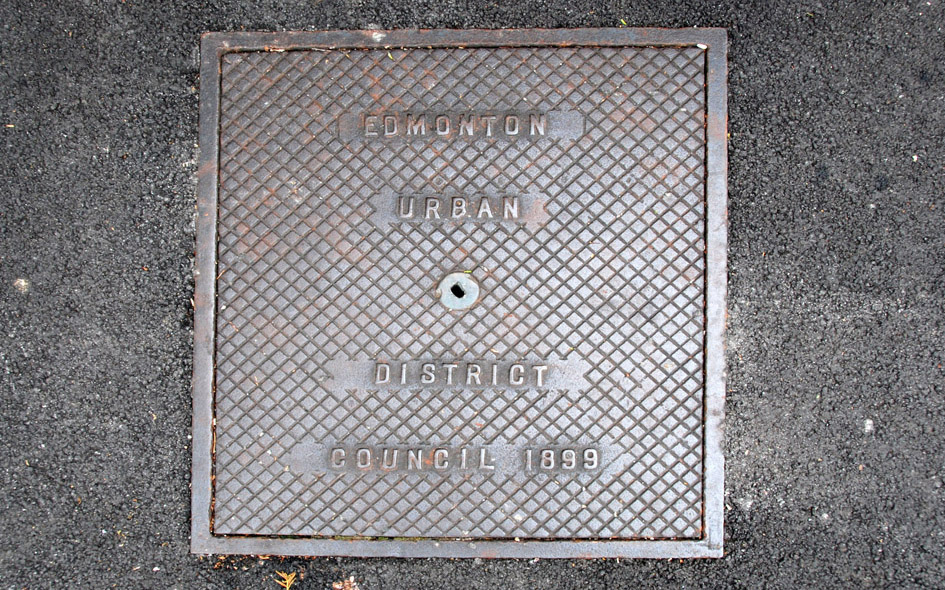 EDMONTON
URBAN
DISTRICT
COUNCIL 1899